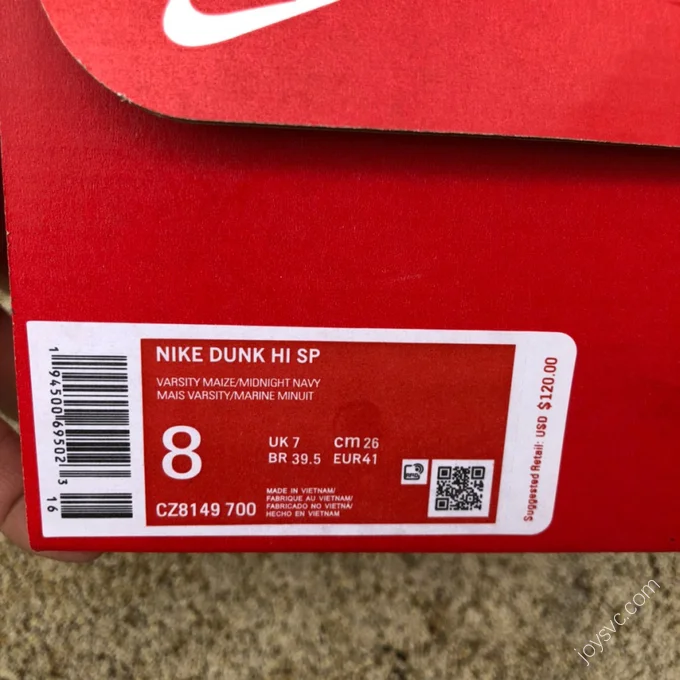 NIKE DUNK HI SP
VARSITY MAIZE/MIDNIGHT NAVY
MAIS VARSITY/MARINE MINUIT
8
UK 7 cm 26
BR 39.5 EUR41
CZ8149 700
MADE IN VIETNAM/
FABRIQUE AU VIETNAM/
FABRICADO NO VIETNA/
HECHO EN VIETNAM
1 94500 69502 3
16
Suggested Retail: USD $120.00
joysvc.com